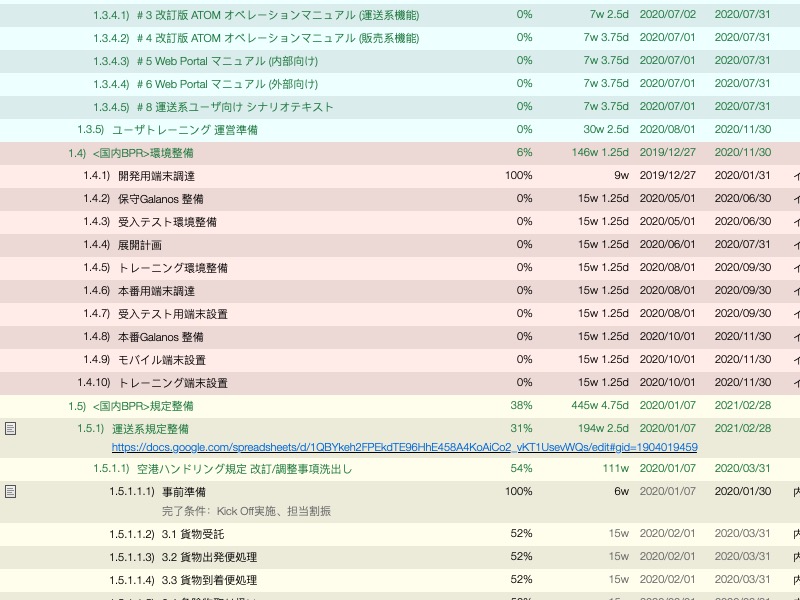 1.3.4.1) # 3 改訂版 ATOM オペレーションマニュアル (運送系機能) 0% 7w 2.5d 2020/07/02 2020/07/31
1.3.4.2) # 4 改訂版 ATOM オペレーションマニュアル (販売系機能) 0% 7w 3.75d 2020/07/01 2020/07/31
1.3.4.3) # 5 Web Portal マニュアル (内部向け) 0% 7w 3.75d 2020/07/01 2020/07/31
1.3.4.4) # 6 Web Portal マニュアル (外部向け) 0% 7w 3.75d 2020/07/01 2020/07/31
1.3.4.5) # 8 運送系ユーザ向け シナリオテキスト 0% 7w 3.75d 2020/07/01 2020/07/31
1.3.5) ユーザトレーニング 運営準備 0% 30w 2.5d 2020/08/01 2020/11/30
1.4) <国内BPR>環境整備 6% 146w 1.25d 2019/12/27 2020/11/30
1.4.1) 開発用端末調達 100% 9w 2019/12/27 2020/01/31
1.4.2) 保守Galanos 整備 0% 15w 1.25d 2020/05/01 2020/06/30
1.4.3) 受入テスト環境整備 0% 15w 1.25d 2020/05/01 2020/06/30
1.4.4) 展開計画 0% 15w 1.25d 2020/06/01 2020/07/31
1.4.5) トレーニング環境整備 0% 15w 1.25d 2020/08/01 2020/09/30
1.4.6) 本番用端末調達 0% 15w 1.25d 2020/08/01 2020/09/30
1.4.7) 受入テスト用端末設置 0% 15w 1.25d 2020/08/01 2020/09/30
1.4.8) 本番Galanos 整備 0% 15w 1.25d 2020/10/01 2020/11/30
1.4.9) モバイル端末設置 0% 15w 1.25d 2020/10/01 2020/11/30
1.4.10) トレーニング端末設置 0% 15w 1.25d 2020/10/01 2020/11/30
1.5) <国内BPR>規定整備 38% 445w 4.75d 2020/01/07 2021/02/28
1.5.1) 運送系規定整備 31% 194w 2.5d 2020/01/07 2021/02/28
https://docs.google.com/spreadsheets/d/1QBYkeh2FPEkdTE96HhE458A4KoAiCo2_yKT1UsevWQs/edit#gid=1904019459
1.5.1.1) 空港ハンドリング規定 改訂/調整事項洗出し 54% 111w 2020/01/07 2020/03/31
1.5.1.1.1) 事前準備 100% 6w 2020/01/07 2020/01/30
完了条件: Kick Off実施、担当割振
1.5.1.1.2) 3.1 貨物受託 52% 15w 2020/02/01 2020/03/31
1.5.1.1.3) 3.2 貨物出発便処理 52% 15w 2020/02/01 2020/03/31
1.5.1.1.4) 3.3 貨物到着便処理 52% 15w 2020/02/01 2020/03/31